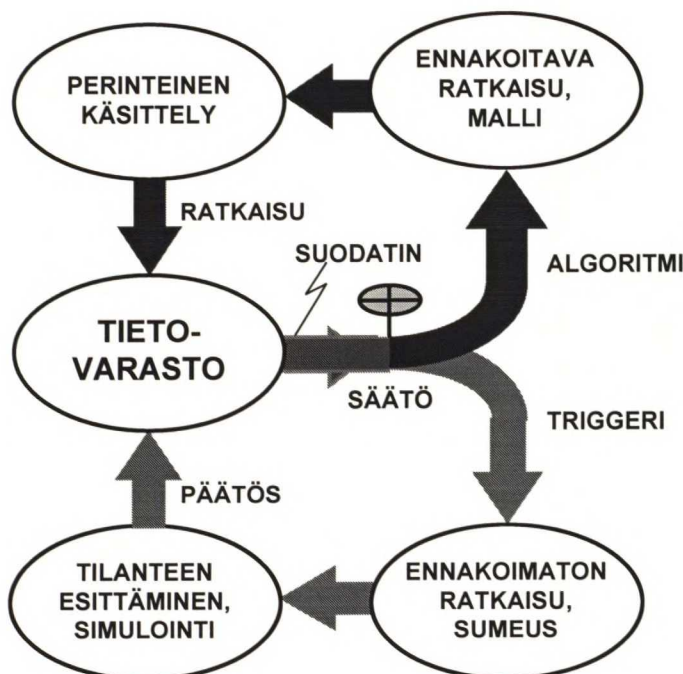 PERINTEINEN
KÄSITTELY
ENNAKOITAVA
RATKAISU,
MALLI
RATKAISU
SUODATIN
ALGORITMI
TIETO-
VARASTO
SÄÄTÖ
TRIGGERI
PÄÄTÖS
TILANTEEN
ESITTÄMINEN,
SIMULOINTI
ENNAKOIMATON
RATKAISU,
SUMEUS